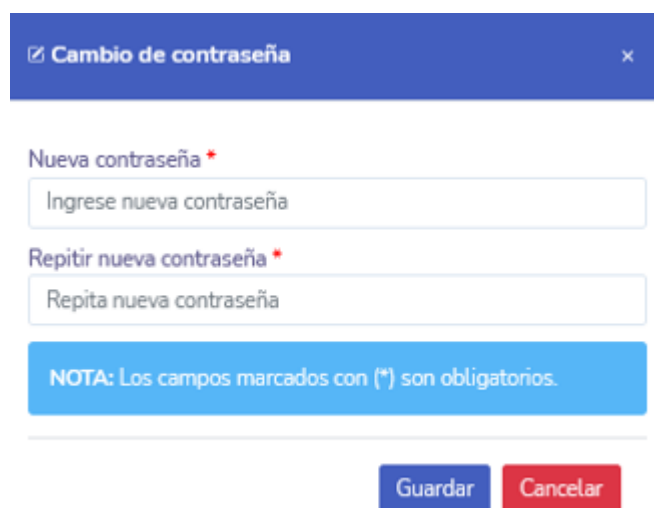 Cambio de contraseña ×
Nueva contraseña *
Ingrese nueva contraseña
Repitir nueva contraseña *
Repita nueva contraseña
NOTA: Los campos marcados con (*) son obligatorios.
Guardar Cancelar